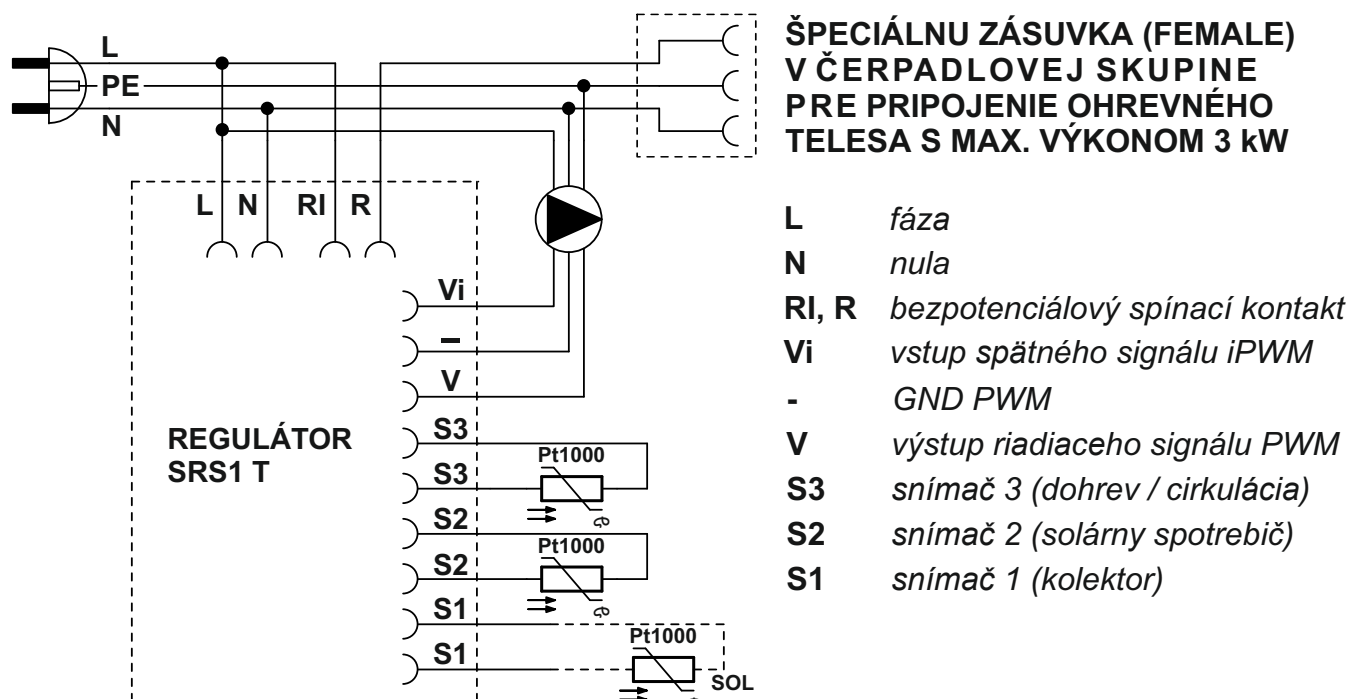 L
PE
N
ŠPECIÁLNU ZÁSUVKA (FEMALE)
V ČERPADLOVEJ SKUPINE
PRE PRIPOJENIE OHREVNÉHO
TELESA S MAX. VÝKONOM 3 kW
L N RI R
Vi
–
V
S3
S3
S2
S2
S1
S1
REGULÁTOR
SRS1 T
Pt1000
Pt1000
Pt1000
SOL
L fáza
N nula
RI, R bezpotenciálový spínací kontakt
Vi vstup spätného signálu iPWM
- GND PWM
V výstup riadiaceho signálu PWM
S3 snímač 3 (dohrev / cirkulácia)
S2 snímač 2 (solárny spotrebič)
S1 snímač 1 (kolektor)